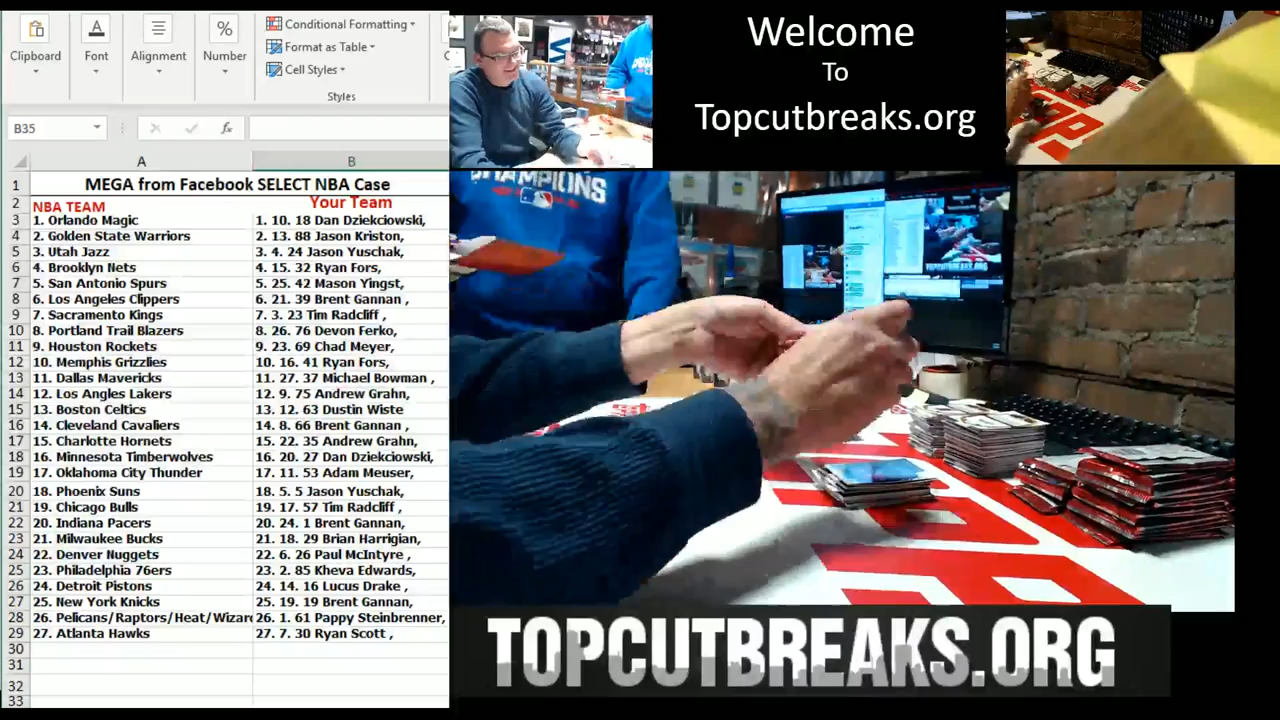 Clipboard
Font
Alignment
Number
Conditional Formatting
Format as Table
Cell Styles
Styles
B35
fx
A B
1 MEGA from Facebook SELECT NBA Case
2 NBA TEAM Your Team
3 1. Orlando Magic 1. 10. 18 Dan Dziekciowski,
4 2. Golden State Warriors 2. 13. 88 Jason Kriston,
5 3. Utah Jazz 3. 4. 24 Jason Yuschak,
6 4. Brooklyn Nets 4. 15. 32 Ryan Fors,
7 5. San Antonio Spurs 5. 25. 42 Mason Yingst,
8 6. Los Angeles Clippers 6. 21. 39 Brent Gannan ,
9 7. Sacramento Kings 7. 3. 23 Tim Radcliff ,
10 8. Portland Trail Blazers 8. 26. 76 Devon Ferko,
11 9. Houston Rockets 9. 23. 69 Chad Meyer,
12 10. Memphis Grizzlies 10. 16. 41 Ryan Fors,
13 11. Dallas Mavericks 11. 27. 37 Michael Bowman ,
14 12. Los Angles Lakers 12. 9. 75 Andrew Grahn,
15 13. Boston Celtics 13. 12. 63 Dustin Wiste
16 14. Cleveland Cavaliers 14. 8. 66 Brent Gannan ,
17 15. Charlotte Hornets 15. 22. 35 Andrew Grahn,
18 16. Minnesota Timberwolves 16. 20. 27 Dan Dziekciowski,
19 17. Oklahoma City Thunder 17. 11. 53 Adam Meuser,
20 18. Phoenix Suns 18. 5. 5 Jason Yuschak,
21 19. Chicago Bulls 19. 17. 57 Tim Radcliff ,
22 20. Indiana Pacers 20. 24. 1 Brent Gannan,
23 21. Milwaukee Bucks 21. 18. 29 Brian Harrigian,
24 22. Denver Nuggets 22. 6. 26 Paul McIntyre ,
25 23. Philadelphia 76ers 23. 2. 85 Kheva Edwards,
26 24. Detroit Pistons 24. 14. 16 Lucus Drake ,
27 25. New York Knicks 25. 19. 19 Brent Gannan,
28 26. Pelicans/Raptors/Heat/Wizar 26. 1. 61 Pappy Steinbrenner,
29 27. Atlanta Hawks 27. 7. 30 Ryan Scott ,
30
31
32
33
Welcome
To
Topcutbreaks.org
CHAMPIONS
W
TOPCUTBREAKS.ORG
TOPCUTBREAKS.ORG